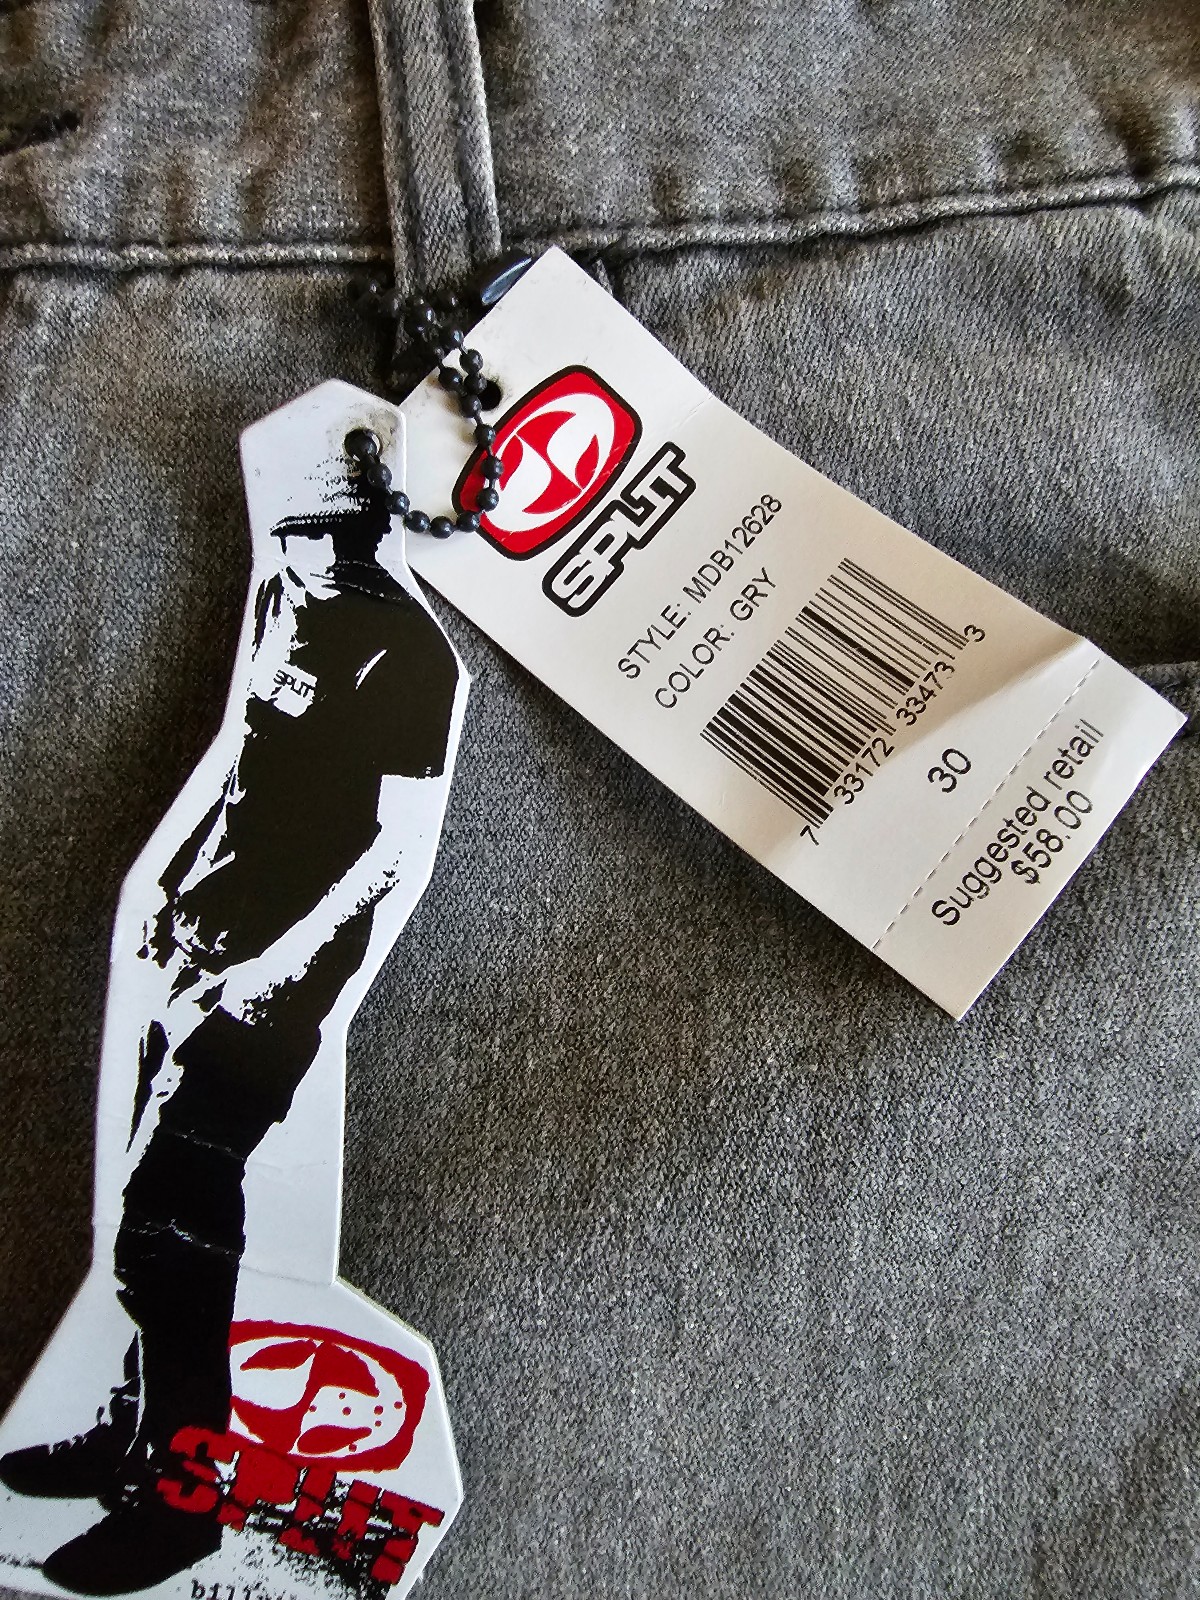 SPLIT
STYLE: MDB12628
COLOR: GRY
7 33172 33473 3
30
Suggested retail
$58.00
SPLIT
SPLIT